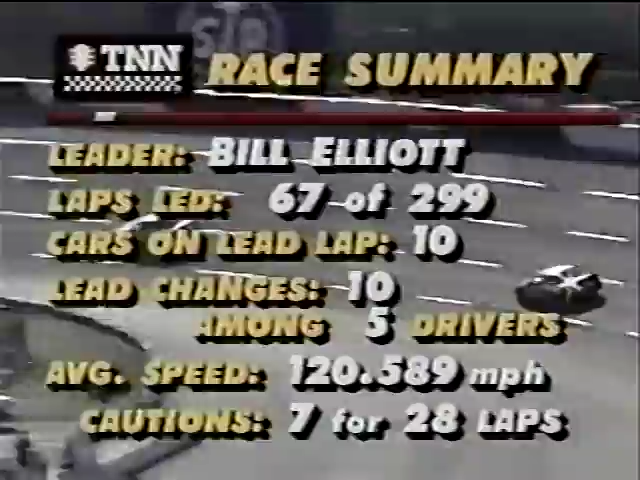 STP
TNN RACE SUMMARY
LEADER: BILL ELLIOTT
LAPS LED: 67 of 299
CARS ON LEAD LAP: 10
LEAD CHANGES: 10
AMONG 5 DRIVERS
AVG. SPEED: 120.589 mph
CAUTIONS: 7 for 28 LAPS